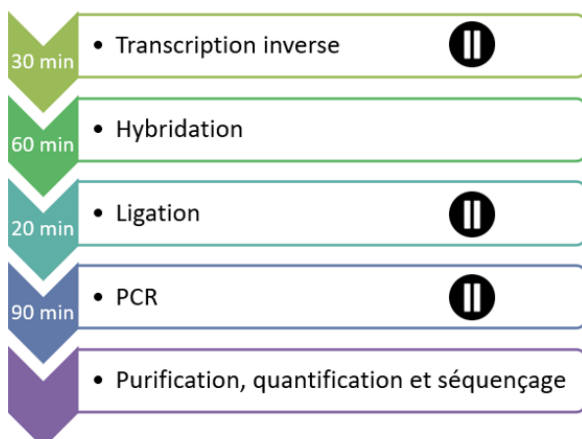 30 min
• Transcription inverse
60 min
• Hybridation
20 min
• Ligation
90 min
• PCR
• Purification, quantification et séquençage